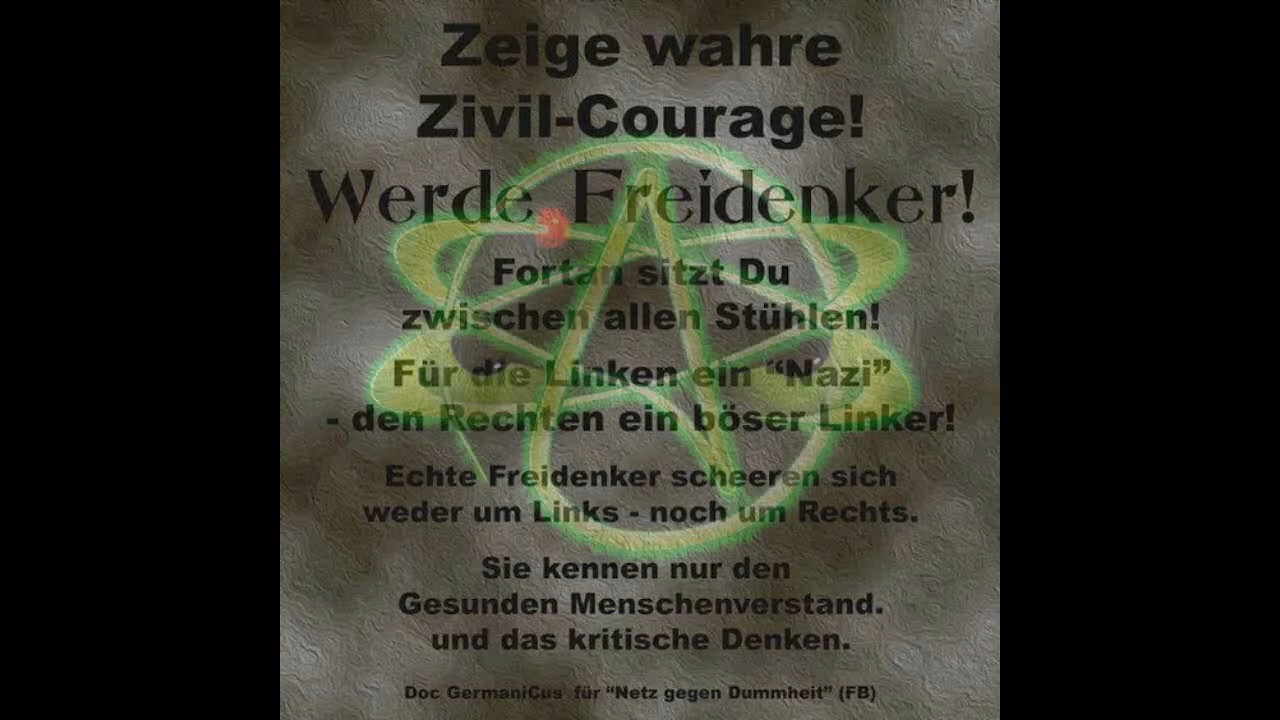 Zeige wahre
Zivil-Courage!
Werde Freidenker!
Fortan sitzt Du
zwischen allen Stühlen!
Für die Linken ein “Nazi”
- den Rechten ein böser Linker!
Echte Freidenker scheeren sich
weder um Links - noch um Rechts.
Sie kennen nur den
Gesunden Menschenverstand.
und das kritische Denken.
Doc GermaniCus für “Netz gegen Dummheit” (FB)